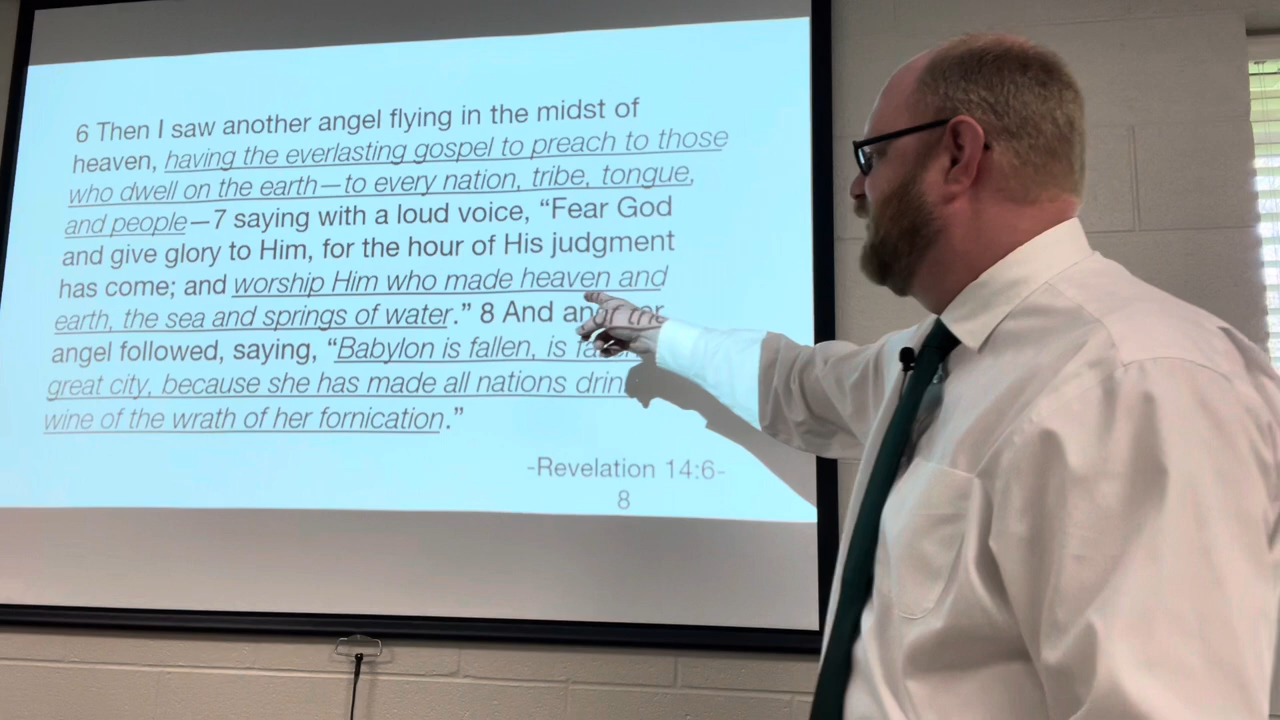 6 Then I saw another angel flying in the midst of
heaven, having the everlasting gospel to preach to those
who dwell on the earth—to every nation, tribe, tongue,
and people—7 saying with a loud voice, “Fear God
and give glory to Him, for the hour of His judgment
has come; and worship Him who made heaven and
earth, the sea and springs of water.” 8 And
angel followed, saying, “Babylon is fallen, is
great city, because she has made all nations
wine of the wrath of her fornication.”
-Revelation 14:6-
8